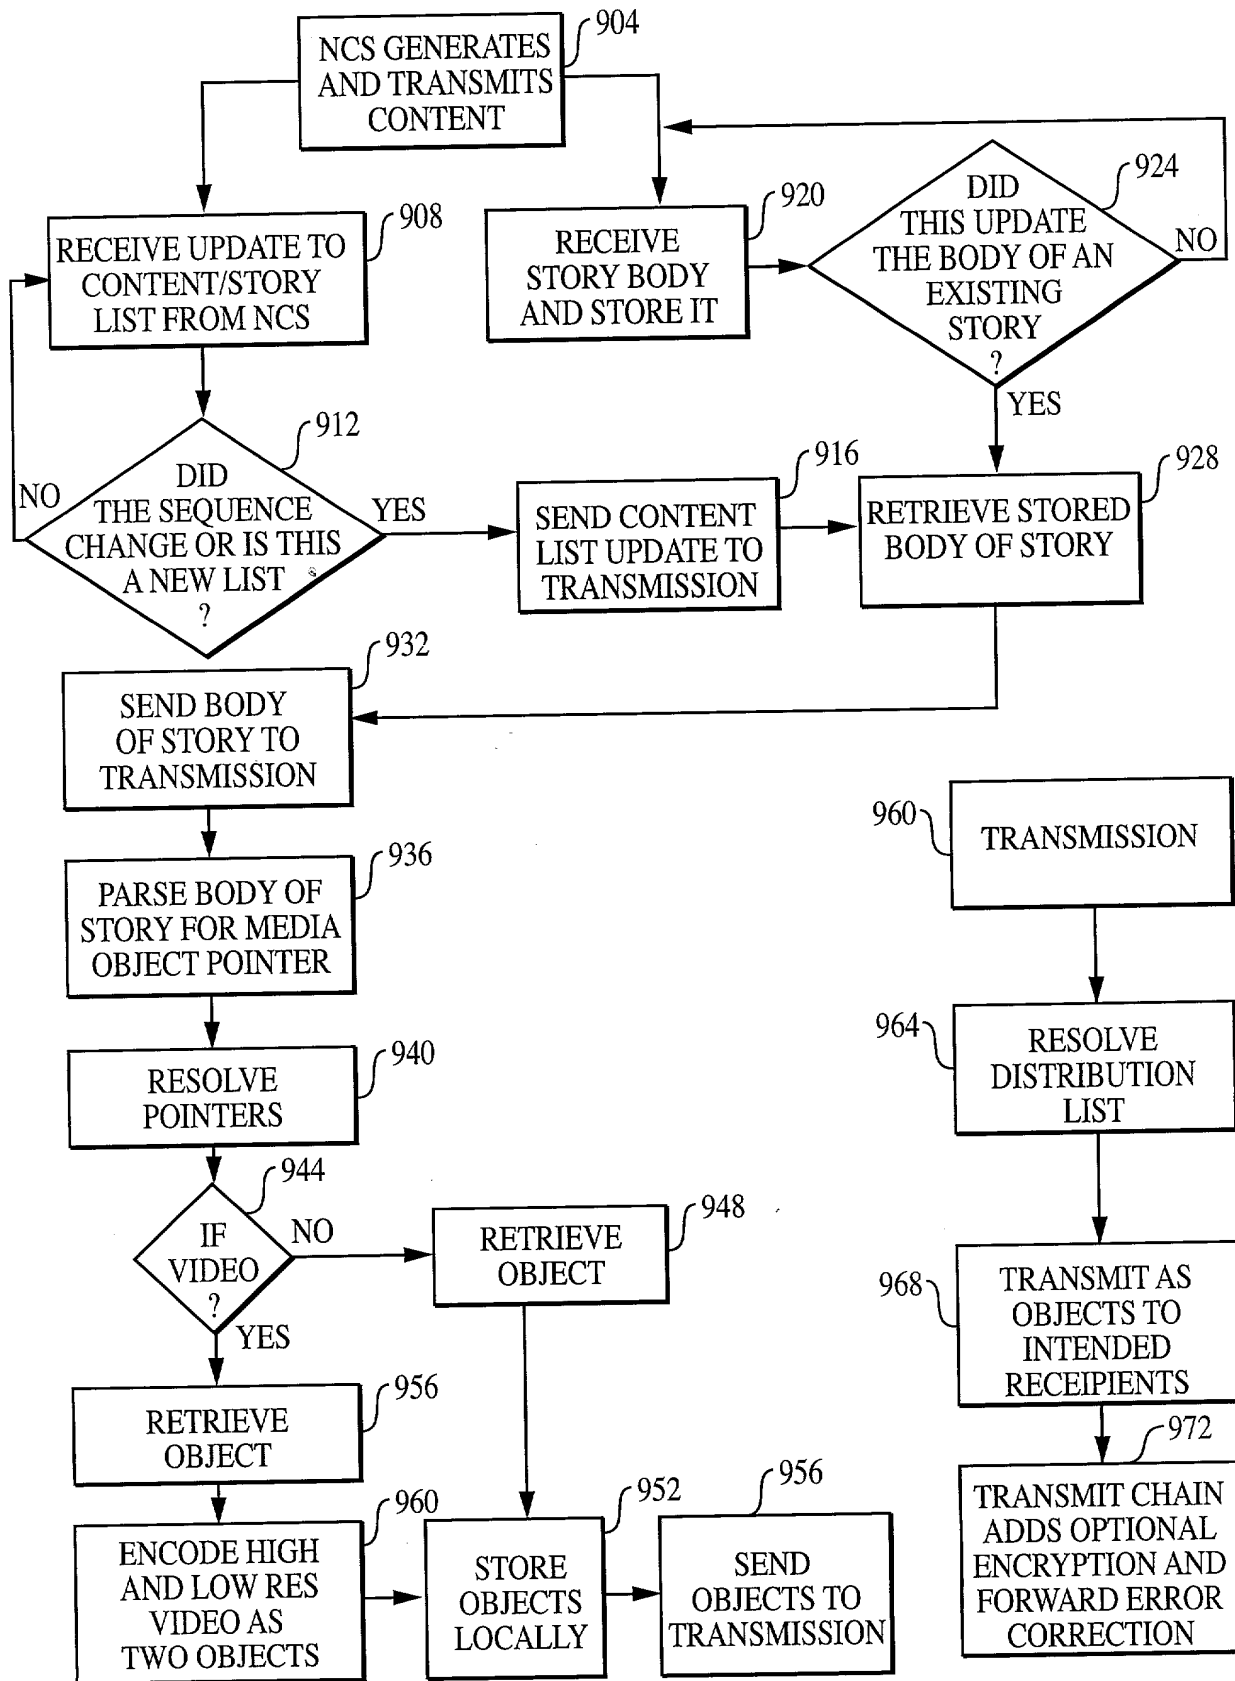 904
NCS GENERATES
AND TRANSMITS
CONTENT
908
RECEIVE UPDATE TO
CONTENT/STORY
LIST FROM NCS
920
RECEIVE
STORY BODY
AND STORE IT
924
DID
THIS UPDATE
THE BODY OF AN
EXISTING
STORY
?
NO
YES
912
DID
THE SEQUENCE
CHANGE OR IS THIS
A NEW LIST
?
NO
YES
916
SEND CONTENT
LIST UPDATE TO
TRANSMISSION
928
RETRIEVE STORED
BODY OF STORY
932
SEND BODY
OF STORY TO
TRANSMISSION
936
PARSE BODY OF
STORY FOR MEDIA
OBJECT POINTER
940
RESOLVE
POINTERS
944
IF
VIDEO
?
NO
YES
948
RETRIEVE
OBJECT
956
RETRIEVE
OBJECT
960
ENCODE HIGH
AND LOW RES
VIDEO AS
TWO OBJECTS
952
STORE
OBJECTS
LOCALLY
956
SEND
OBJECTS TO
TRANSMISSION
960
TRANSMISSION
964
RESOLVE
DISTRIBUTION
LIST
968
TRANSMIT AS
OBJECTS TO
INTENDED
RECEIPIENTS
972
TRANSMIT CHAIN
ADDS OPTIONAL
ENCRYPTION AND
FORWARD ERROR
CORRECTION